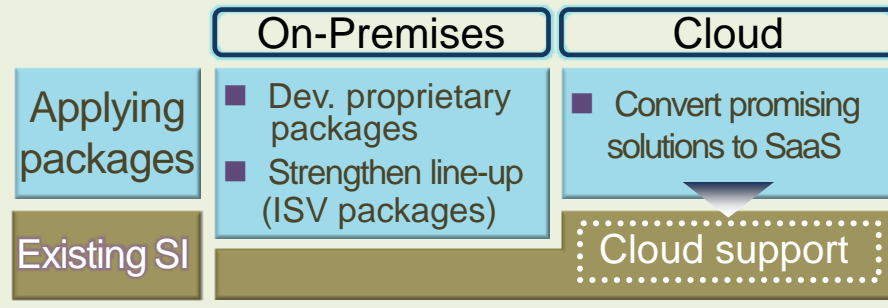 On-Premises
Cloud
Applying
packages
■ Dev. proprietary
packages
■ Strengthen line-up
(ISV packages)
■ Convert promising
solutions to SaaS
Existing SI
Cloud support